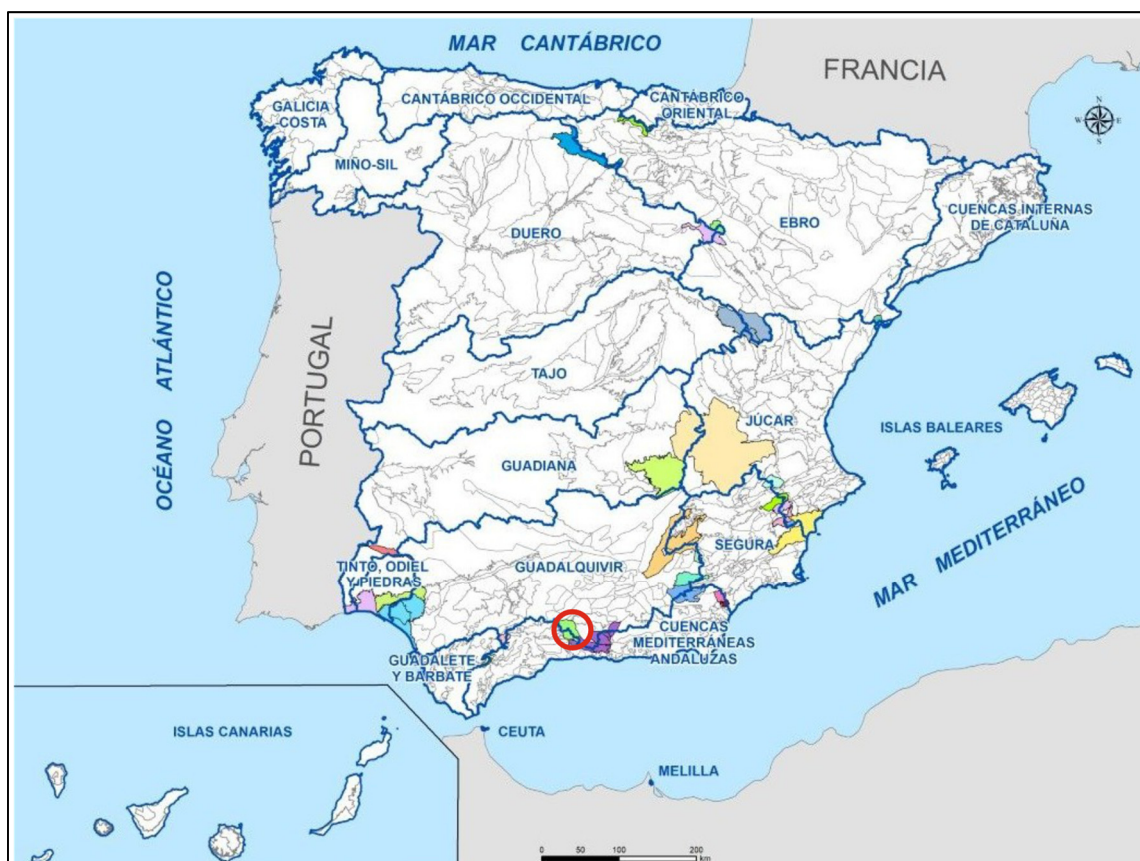 MAR CANTÁBRICO
FRANCIA
GALICIA
COSTA
CANTÁBRICO OCCIDENTAL
CANTÁBRICO
ORIENTAL
N
W E
S
MIÑO-SIL
DUERO
EBRO
CUENCAS INTERNAS
DE CATALUÑA
OCÉANO ATLÁNTICO
PORTUGAL
TAJO
JÚCAR
ISLAS BALEARES
GUADIANA
MAR MEDITERRÁNEO
SEGURA
GUADALQUIVIR
TINTO, ODIEL
Y PIEDRAS
CUENCAS
MEDITERRÁNEAS
ANDALUZAS
GUADALETE
Y BARBATE
ISLAS CANARIAS
CEUTA
MELILLA
0 50 100 200
km